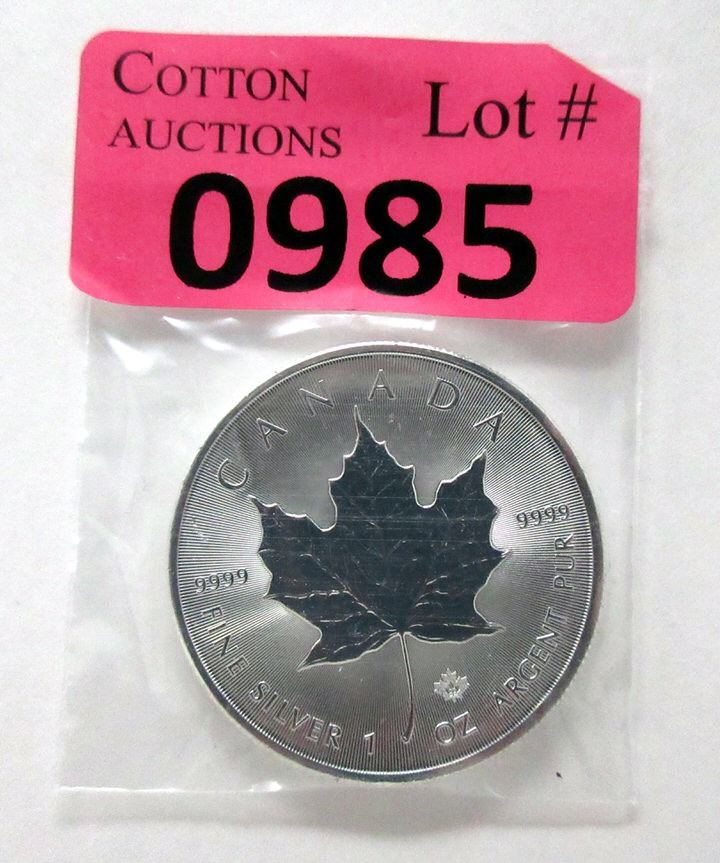 COTTON
AUCTIONS
Lot #
0985
CANADA
9999
9999
FINE SILVER 1 OZ ARGENT PUR